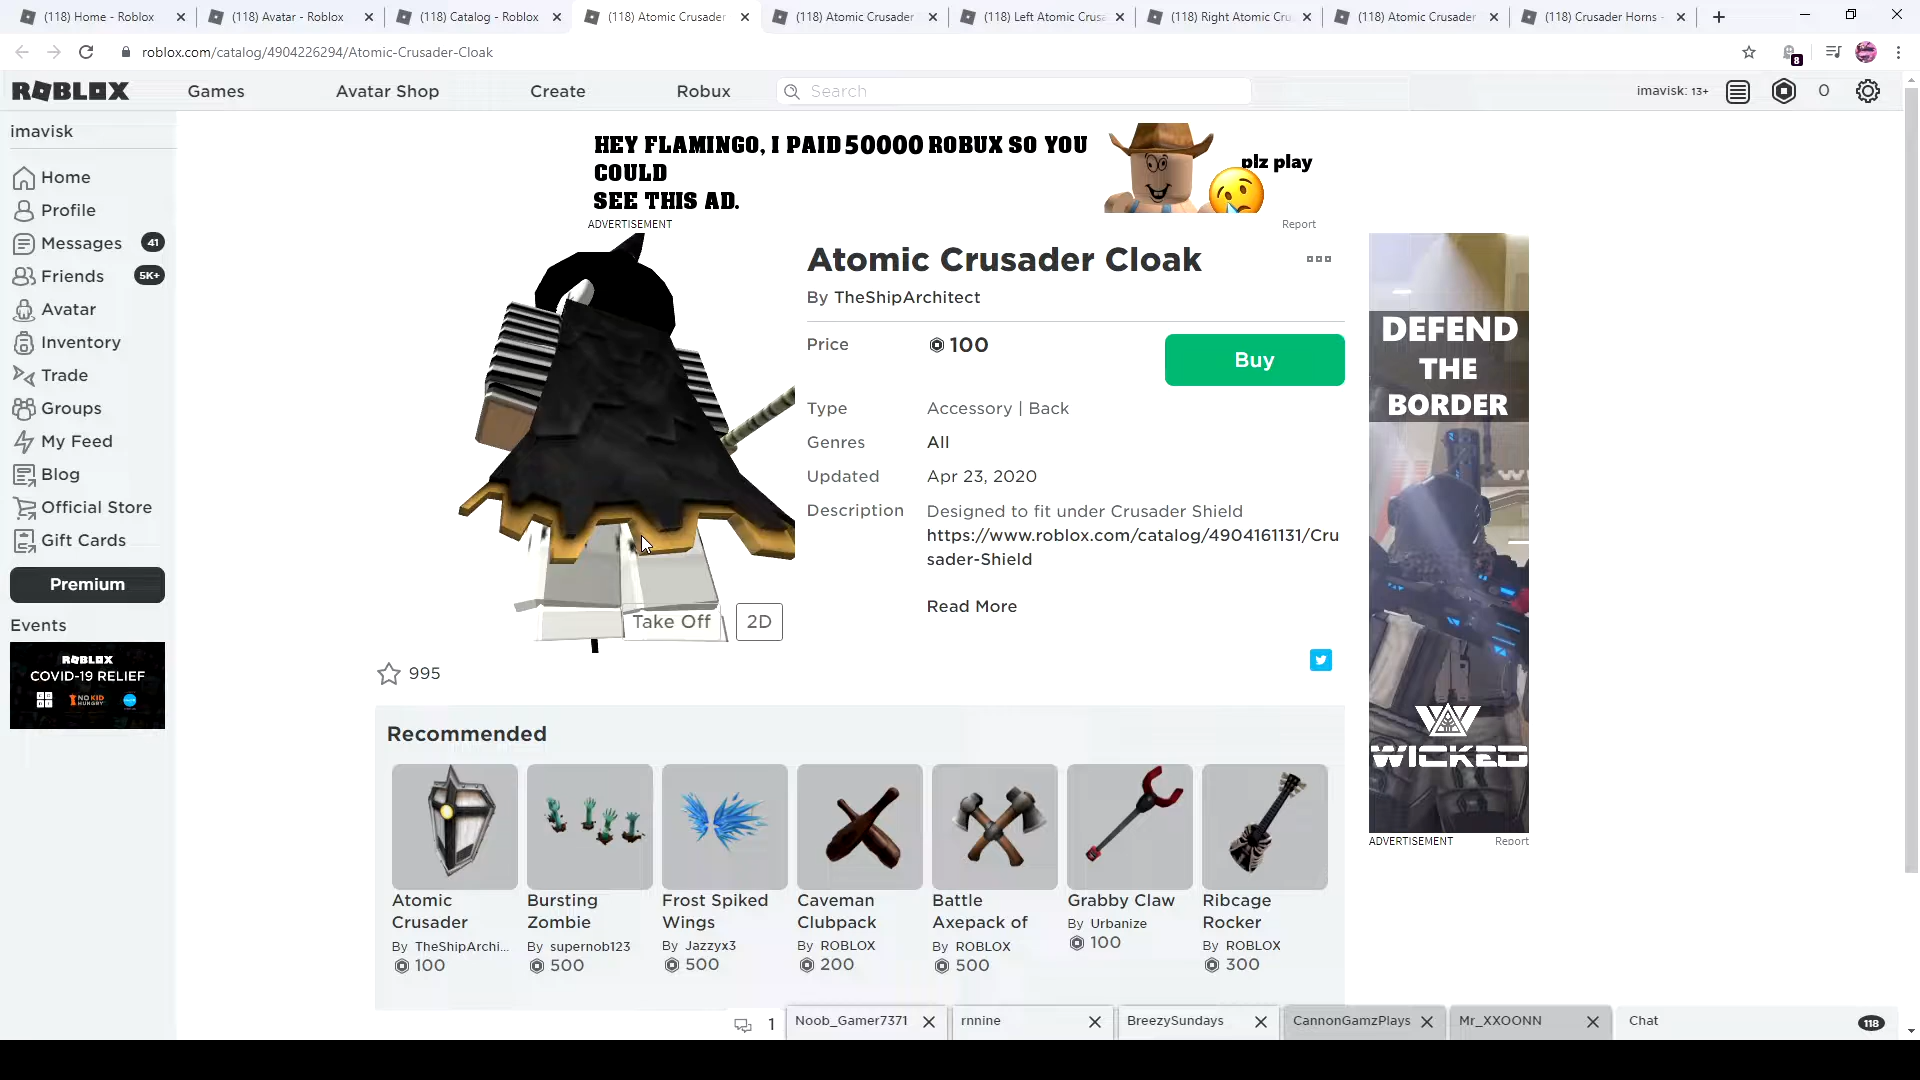 (118) Home - Roblox
(118) Avatar - Roblox
(118) Catalog - Roblox
(118) Atomic Crusader
(118) Atomic Crusader
(118) Left Atomic Crusa
(118) Right Atomic Cru
(118) Atomic Crusader
(118) Crusader Horns -
roblox.com/catalog/4904226294/Atomic-Crusader-Cloak
8
ROBLOX
Games
Avatar Shop
Create
Robux
Search
imavisk: 13+
0
imavisk
Home
Profile
Messages 41
Friends 5K+
Avatar
Inventory
Trade
Groups
My Feed
Blog
Official Store
Gift Cards
Premium
Events
ROBLOX
COVID-19 RELIEF
NO KID
HUNGRY
HEY FLAMINGO, I PAID 50000 ROBUX SO YOU
COULD
SEE THIS AD.
plz play
ADVERTISEMENT
Report
Atomic Crusader Cloak
By TheShipArchitect
Price 100
Buy
Type Accessory | Back
Genres All
Updated Apr 23, 2020
Description Designed to fit under Crusader Shield
https://www.roblox.com/catalog/4904161131/Cru
sader-Shield
Read More
Take Off
2D
995
DEFEND
THE
BORDER
WICKED
ADVERTISEMENT
Report
Recommended
Atomic
Crusader
By TheShipArchi...
100
Bursting
Zombie
By supernob123
500
Frost Spiked
Wings
By Jazzyx3
500
Caveman
Clubpack
By ROBLOX
200
Battle
Axepack of
By ROBLOX
500
Grabby Claw
By Urbanize
100
Ribcage
Rocker
By ROBLOX
300
1
Noob_Gamer7371
rnnine
BreezySundays
CannonGamzPlays
Mr_XXOONN
Chat
118